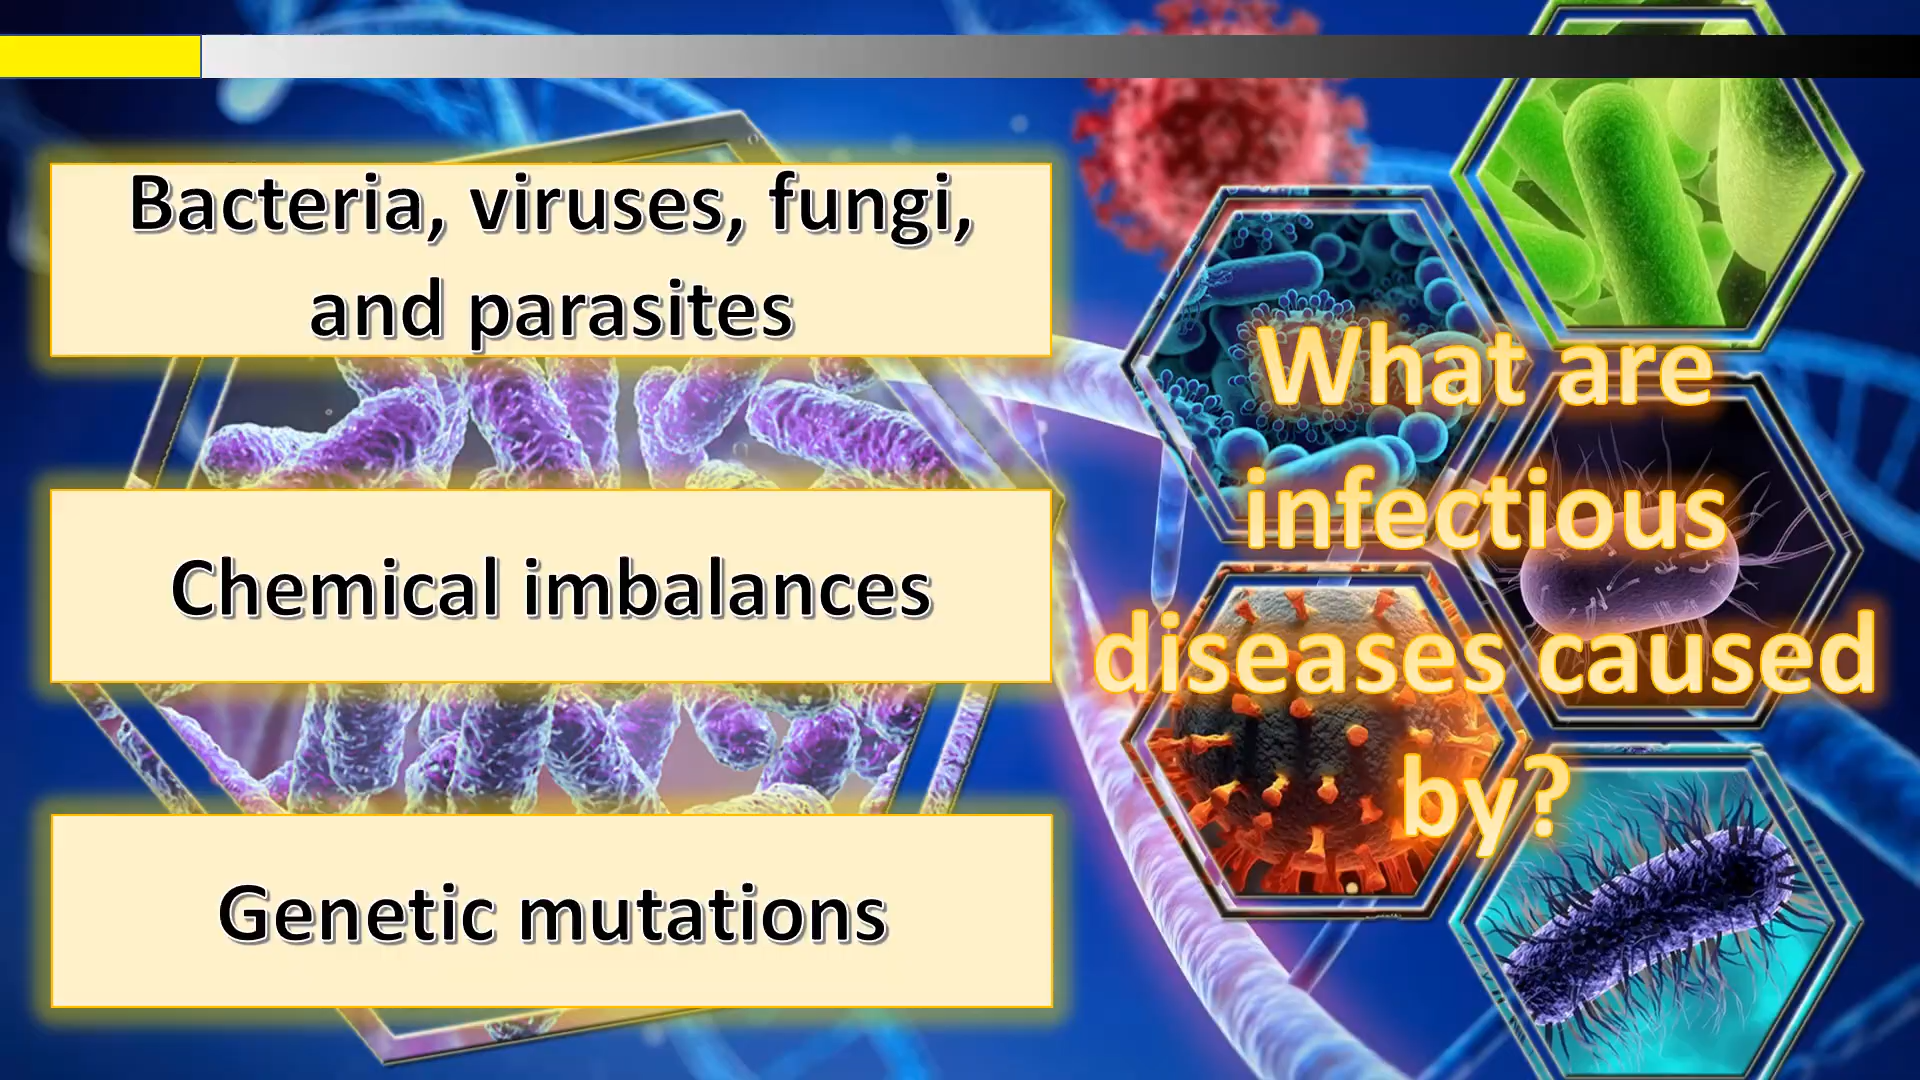 Bacteria, viruses, fungi,
and parasites
Chemical imbalances
Genetic mutations
What are
infectious
diseases caused
by?